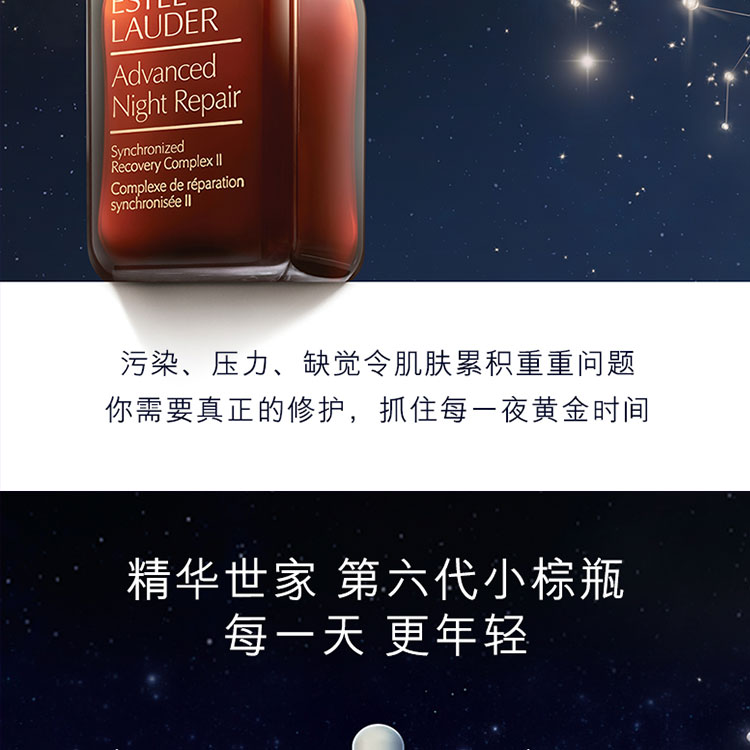 ESTEE
LAUDER
Advanced
Night Repair
Synchronized
Recovery Complex II
Complexe de réparation
synchronisée II
污染、压力、缺觉令肌肤累积重重问题
你需要真正的修护，抓住每一夜黄金时间
精华世家 第六代小棕瓶
每一天 更年轻